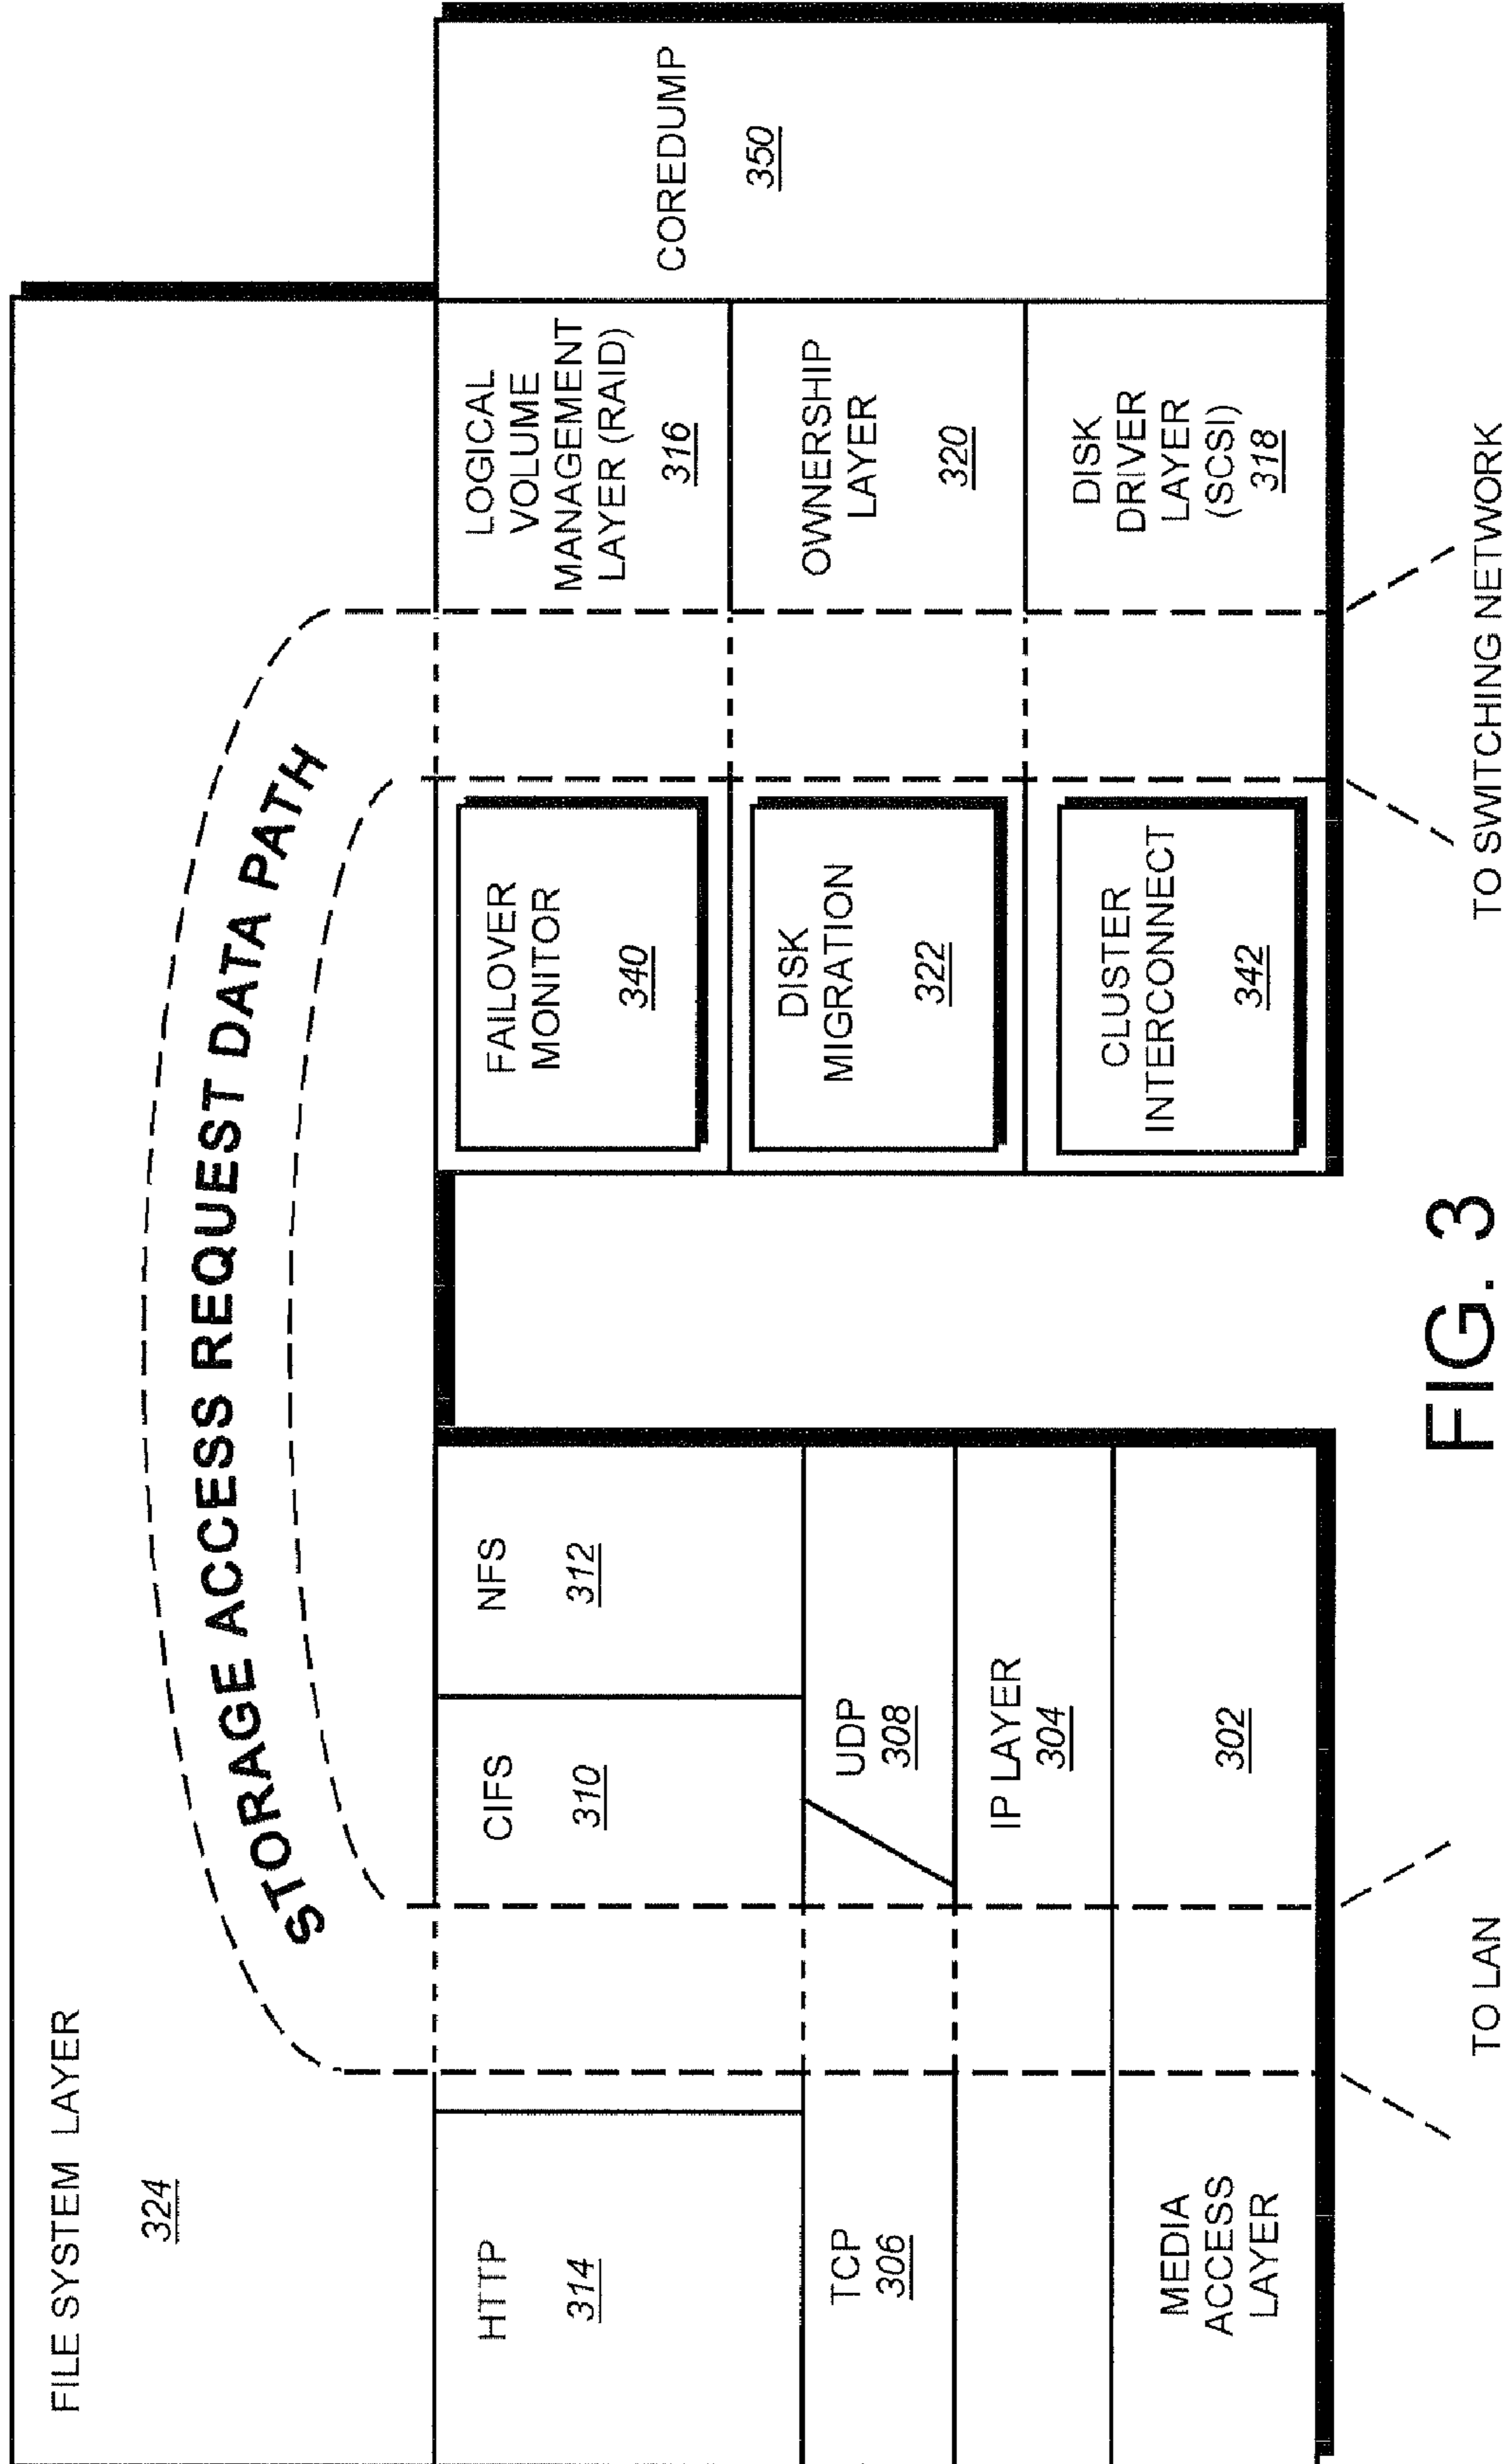 FILE SYSTEM LAYER
324
STORAGE ACCESS REQUEST DATA PATH
HTTP
314
CIFS
310
NFS
312
TCP
306
UDP
308
IP LAYER
304
MEDIA
ACCESS
LAYER
302
TO LAN
FAILOVER
MONITOR
340
LOGICAL
VOLUME
MANAGEMENT
LAYER (RAID)
316
DISK
MIGRATION
322
OWNERSHIP
LAYER
320
CLUSTER
INTERCONNECT
342
DISK
DRIVER
LAYER
(SCSI)
318
COREDUMP
350
TO SWITCHING NETWORK
FIG. 3